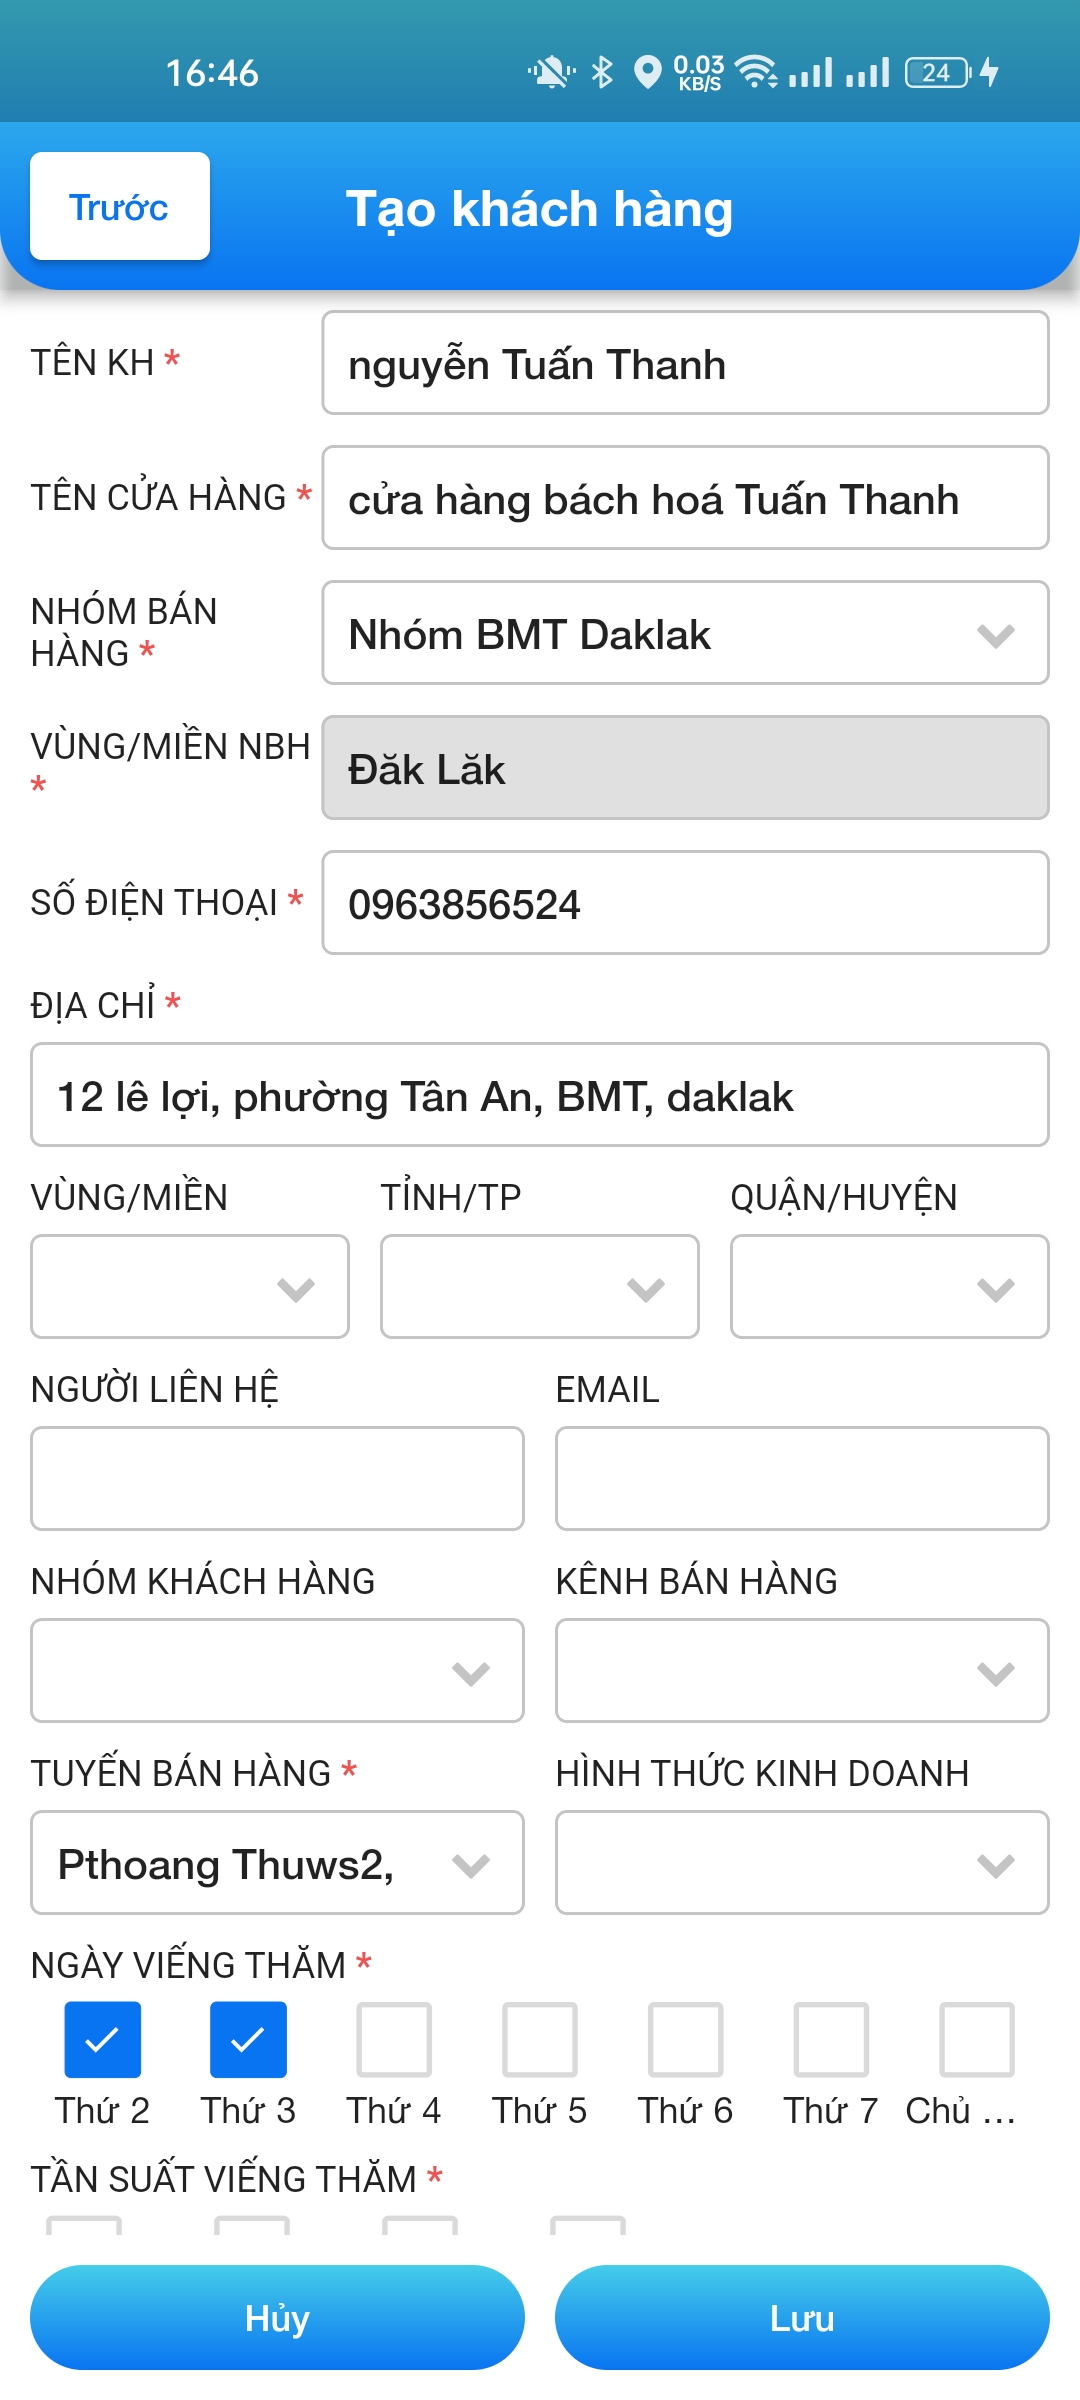 16:46
0.03
KB/S
24
Trước
Tạo khách hàng
TÊN KH *
nguyễn Tuấn Thanh
TÊN CỬA HÀNG *
cửa hàng bách hoá Tuấn Thanh
NHÓM BÁN
HÀNG *
Nhóm BMT Daklak
VÙNG/MIỀN NBH
*
Đăk Lăk
SỐ ĐIỆN THOẠI *
0963856524
ĐỊA CHỈ *
12 lê lợi, phường Tân An, BMT, daklak
VÙNG/MIỀN TỈNH/TP QUẬN/HUYỆN
NGƯỜI LIÊN HỆ EMAIL
NHÓM KHÁCH HÀNG KÊNH BÁN HÀNG
TUYẾN BÁN HÀNG * HÌNH THỨC KINH DOANH
Pthoang Thuws2,
NGÀY VIẾNG THĂM *
Thứ 2 Thứ 3 Thứ 4 Thứ 5 Thứ 6 Thứ 7 Chủ ...
TẦN SUẤT VIẾNG THĂM *
Hủy Lưu